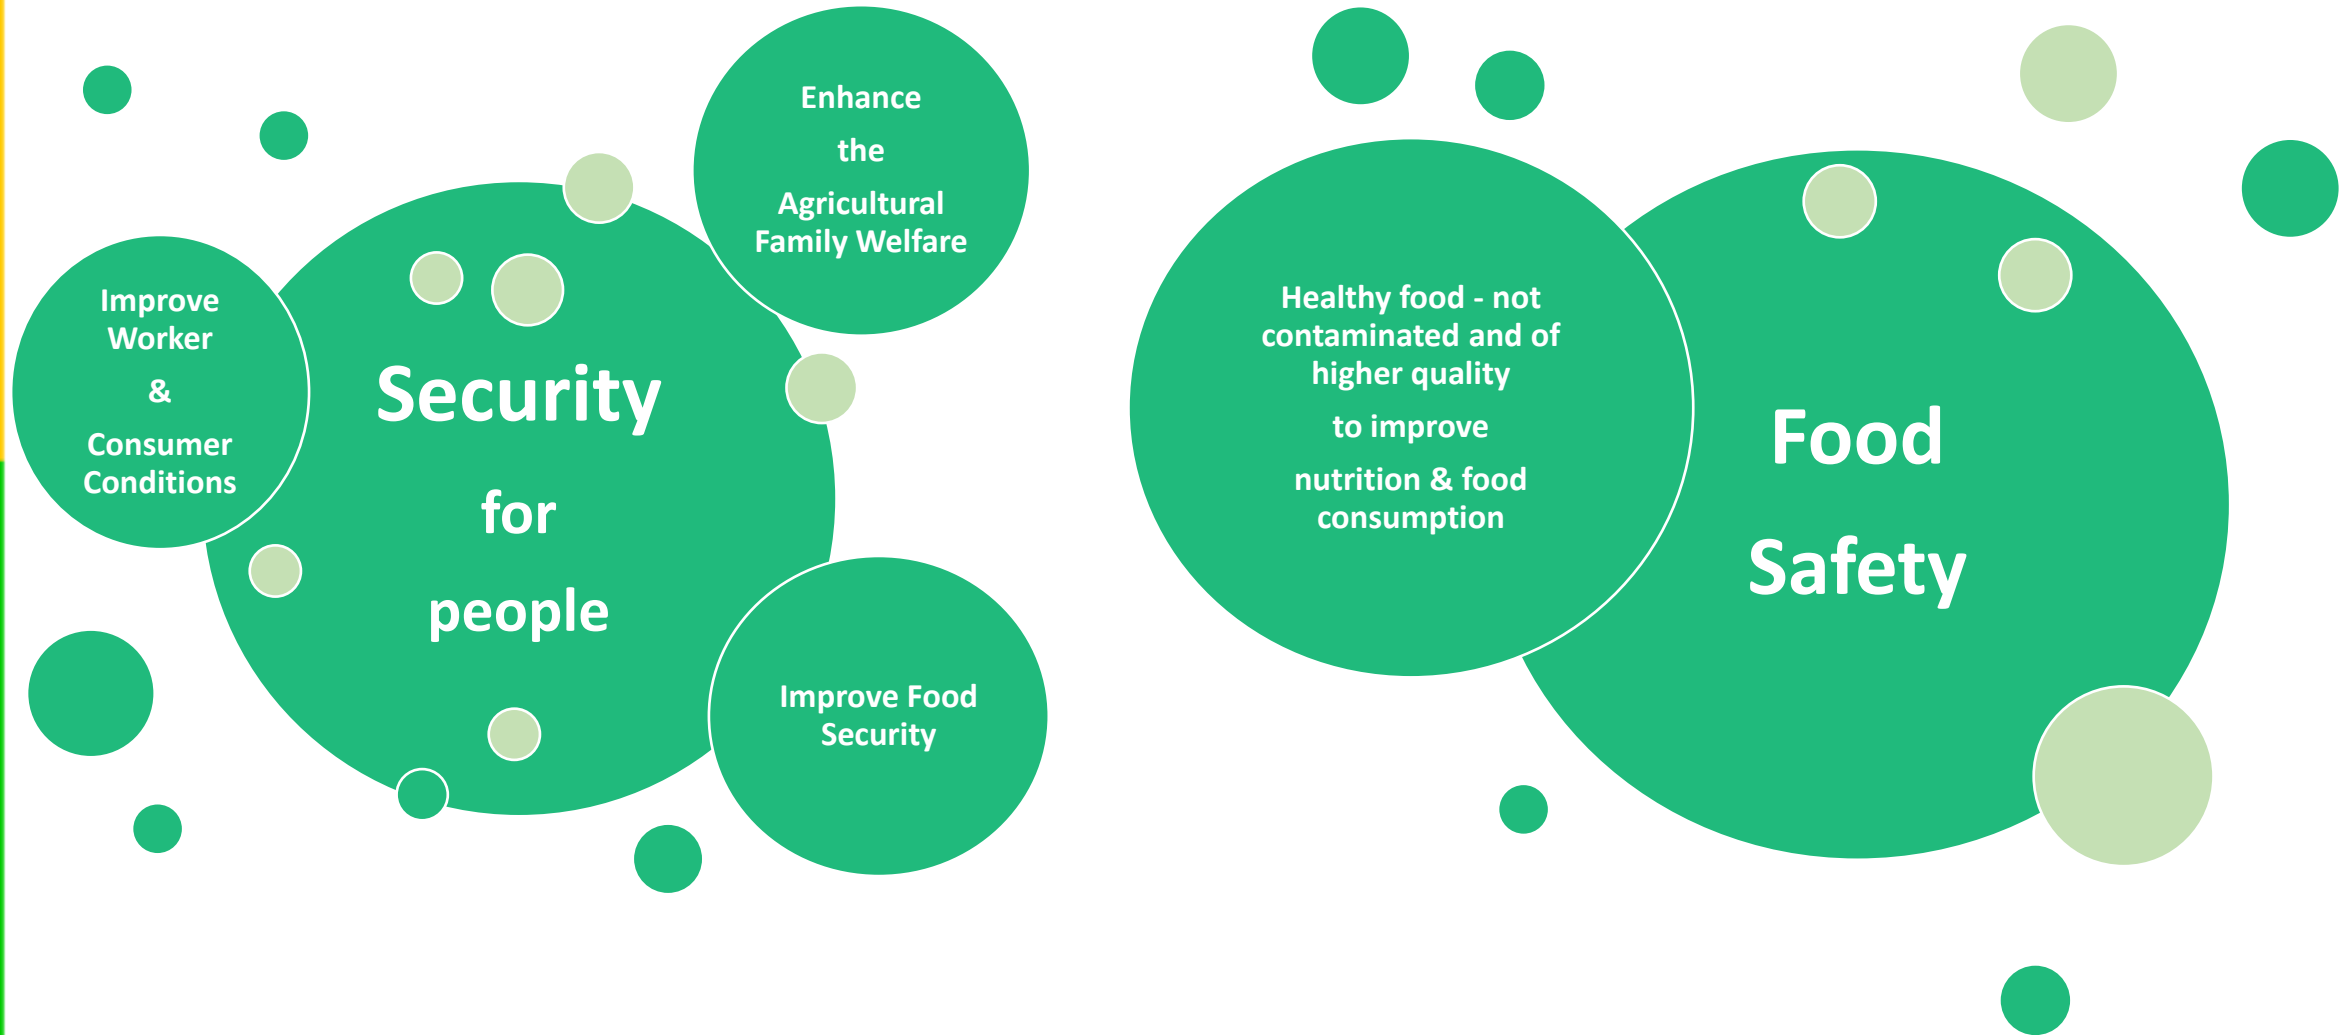 Enhance
the
Agricultural
Family Welfare
Improve
Worker
&
Consumer
Conditions
Security
for
people
Improve Food
Security
Healthy food - not
contaminated and of
higher quality
to improve
nutrition & food
consumption
Food
Safety